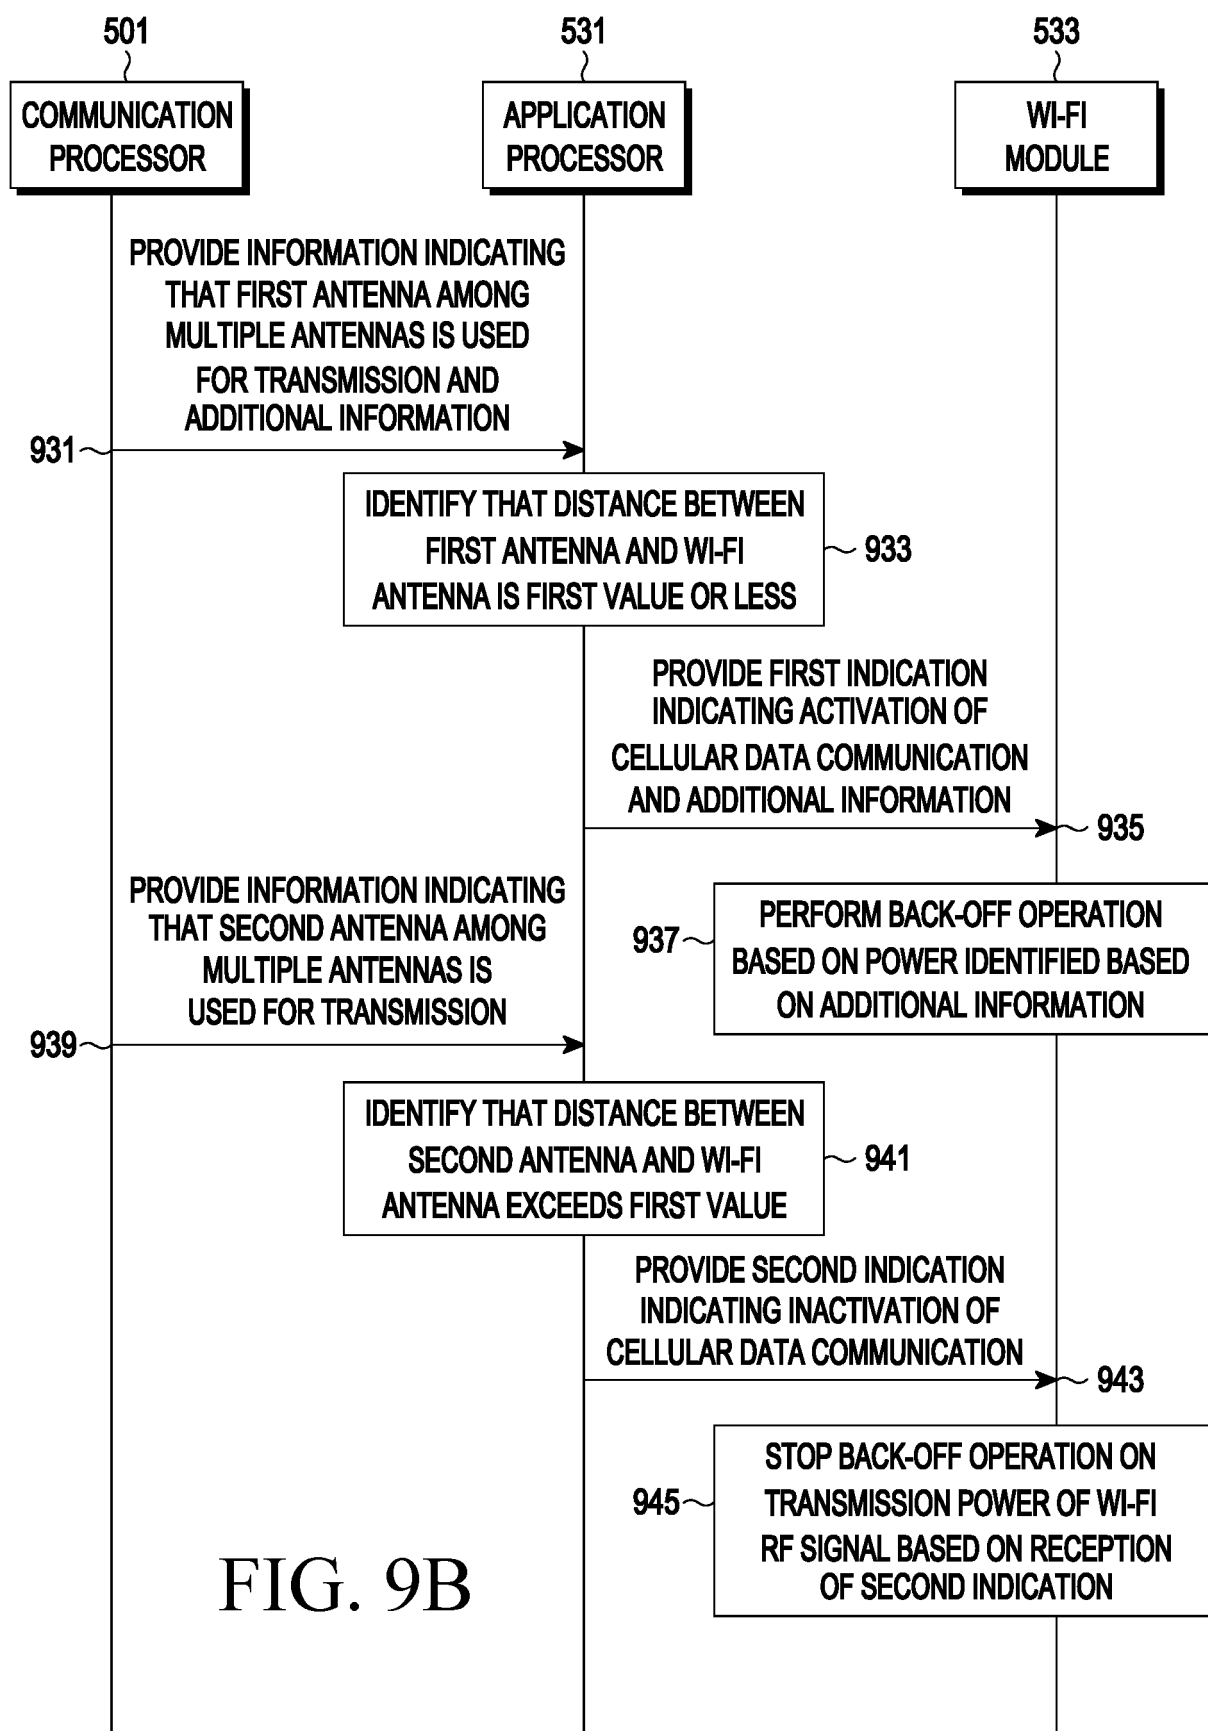 501
531
533
COMMUNICATION
PROCESSOR
APPLICATION
PROCESSOR
WI-FI
MODULE
PROVIDE INFORMATION INDICATING
THAT FIRST ANTENNA AMONG
MULTIPLE ANTENNAS IS USED
FOR TRANSMISSION AND
ADDITIONAL INFORMATION
931
IDENTIFY THAT DISTANCE BETWEEN
FIRST ANTENNA AND WI-FI
ANTENNA IS FIRST VALUE OR LESS
933
PROVIDE FIRST INDICATION
INDICATING ACTIVATION OF
CELLULAR DATA COMMUNICATION
AND ADDITIONAL INFORMATION
935
PERFORM BACK-OFF OPERATION
BASED ON POWER IDENTIFIED BASED
ON ADDITIONAL INFORMATION
937
PROVIDE INFORMATION INDICATING
THAT SECOND ANTENNA AMONG
MULTIPLE ANTENNAS IS
USED FOR TRANSMISSION
939
IDENTIFY THAT DISTANCE BETWEEN
SECOND ANTENNA AND WI-FI
ANTENNA EXCEEDS FIRST VALUE
941
PROVIDE SECOND INDICATION
INDICATING INACTIVATION OF
CELLULAR DATA COMMUNICATION
943
STOP BACK-OFF OPERATION ON
TRANSMISSION POWER OF WI-FI
RF SIGNAL BASED ON RECEPTION
OF SECOND INDICATION
945
FIG. 9B